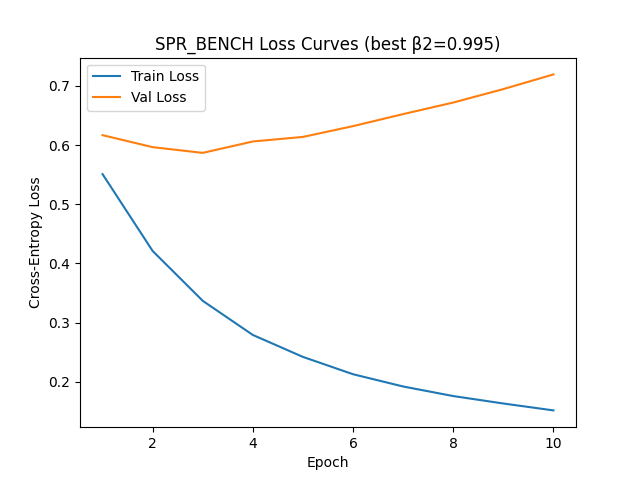 SPR_BENCH Loss Curves (best β2=0.995)
Train Loss
Val Loss
Cross-Entropy Loss
0.7
0.6
0.5
0.4
0.3
0.2
2 4 6 8 10
Epoch